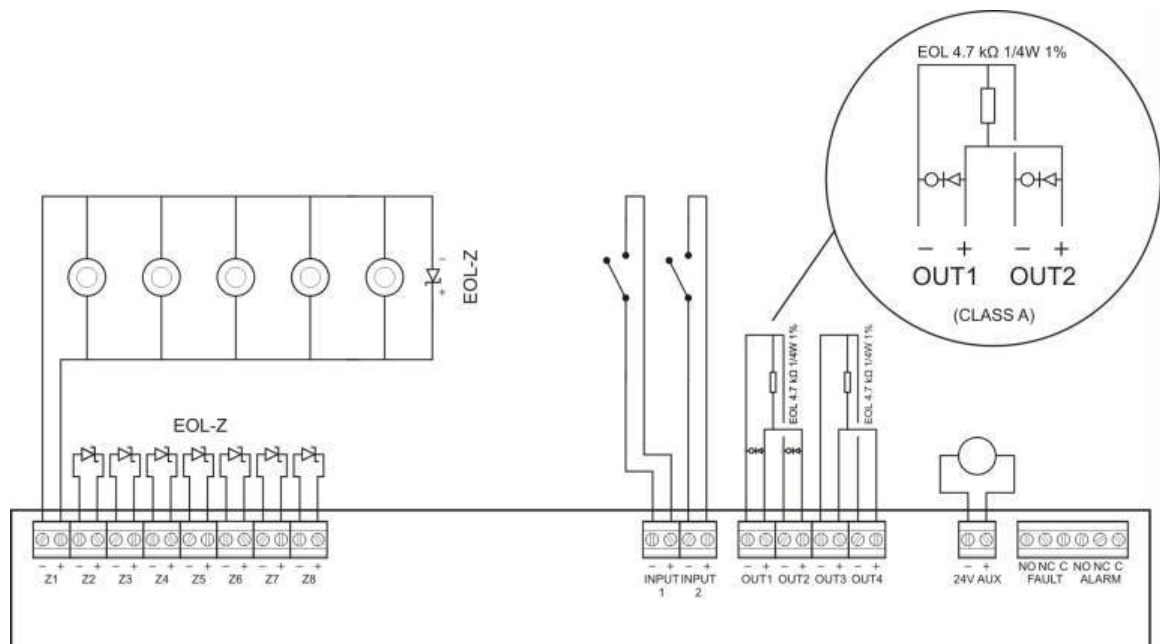 EOL 4.7 kΩ 1/4W 1%
− + − +
OUT1 OUT2
(CLASS A)
−
+
EOL-Z
EOL-Z
EOL 4.7 kΩ 1/4W 1%
EOL 4.7 kΩ 1/4W 1%
− + − + − + − + − + − + − + − +
Z1 Z2 Z3 Z4 Z5 Z6 Z7 Z8
− + − +
INPUT INPUT
1 2
− + − + − + − +
OUT1 OUT2 OUT3 OUT4
− +
24V AUX
NO NC C NO NC C
FAULT ALARM